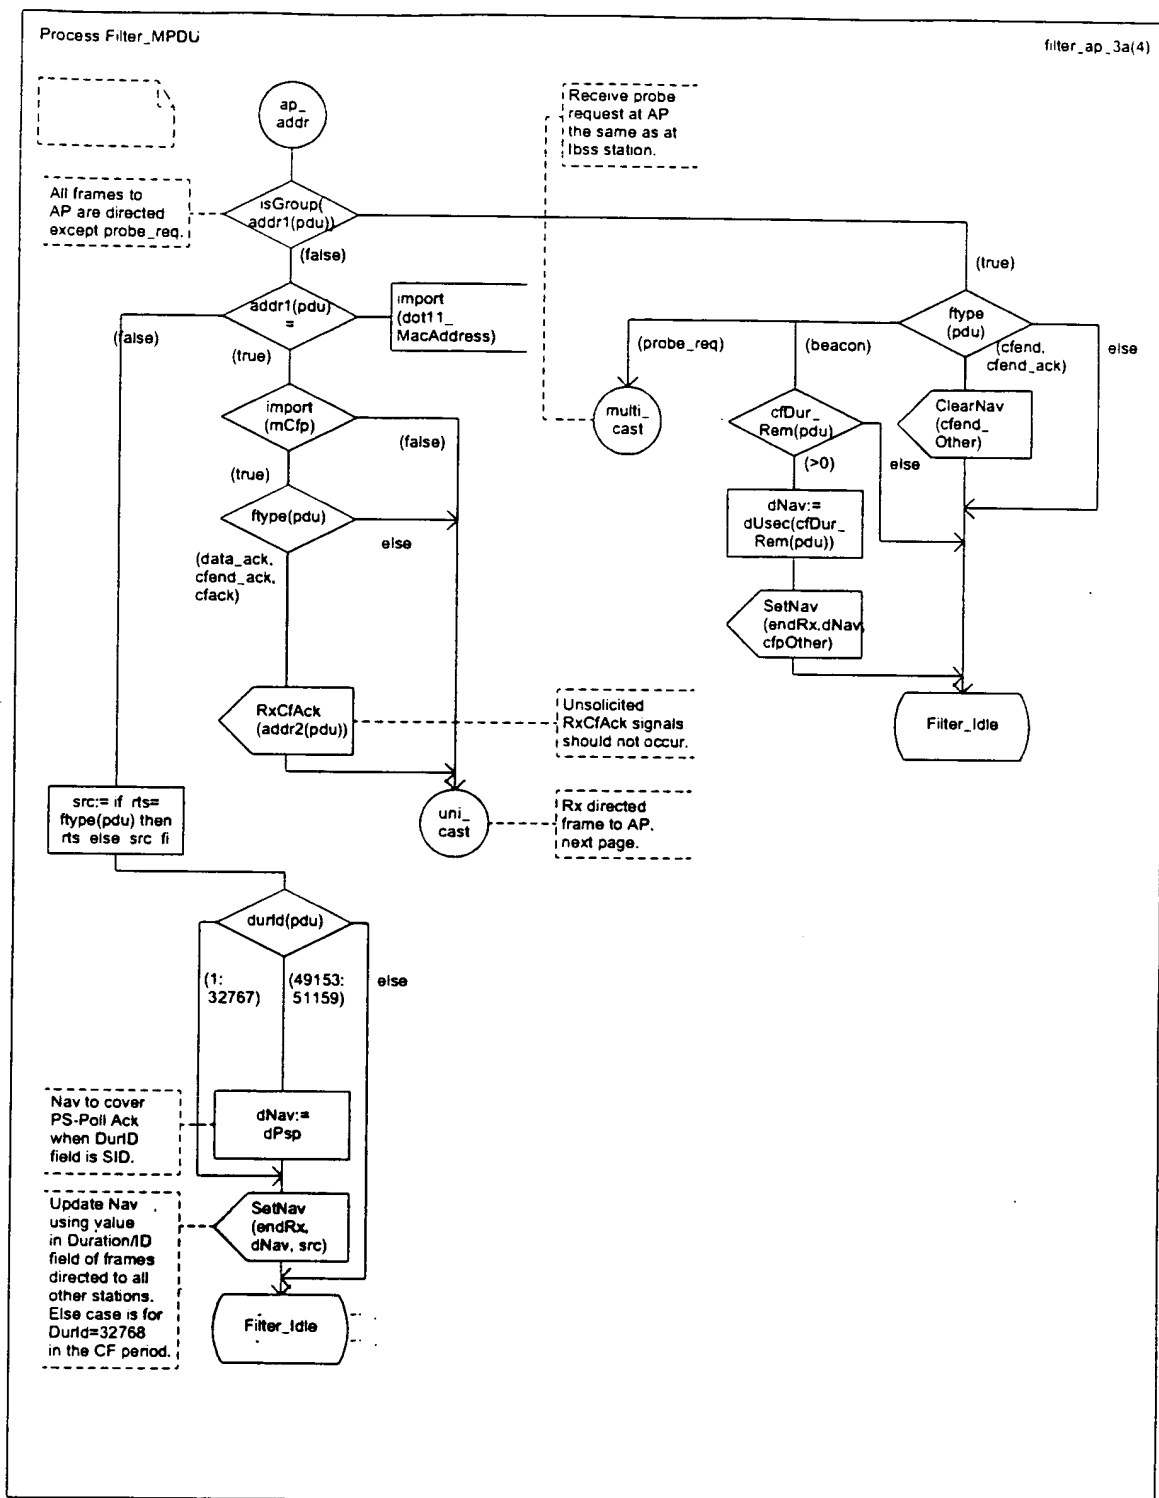 Process Filter_MPDU
filter_ap_3a(4)
ap_
addr
Receive probe
request at AP
the same as at
Ibss station.
All frames to
AP are directed
except probe_req.
isGroup(
addr1(pdu))
(false)
(true)
addr1(pdu)
=
import
(dot11_
MacAddress)
(false)
(true)
ftype
(pdu)
(probe_req)
(beacon)
(cfend,
cfend_ack)
else
import
(mCfp)
(false)
(true)
multi_
cast
cfDur_
Rem(pdu)
(>0)
else
ClearNav
(cfend_
Other)
ftype(pdu)
else
(data_ack,
cfend_ack,
cfack)
dNav:=
dUsec(cfDur_
Rem(pdu))
SetNav
(endRx,dNav,
cfpOther)
RxCfAck
(addr2(pdu))
Unsolicited
RxCfAck signals
should not occur.
Filter_Idle
src:= if rts=
ftype(pdu) then
rts else src fi
uni_
cast
Rx directed
frame to AP,
next page.
durId(pdu)
(1:
32767)
(49153:
51159)
else
Nav to cover
PS-Poll Ack
when DurID
field is SID.
dNav:=
dPsp
Update Nav
using value
in Duration/ID
field of frames
directed to all
other stations.
Else case is for
DurId=32768
in the CF period.
SetNav
(endRx,
dNav, src)
Filter_Idle